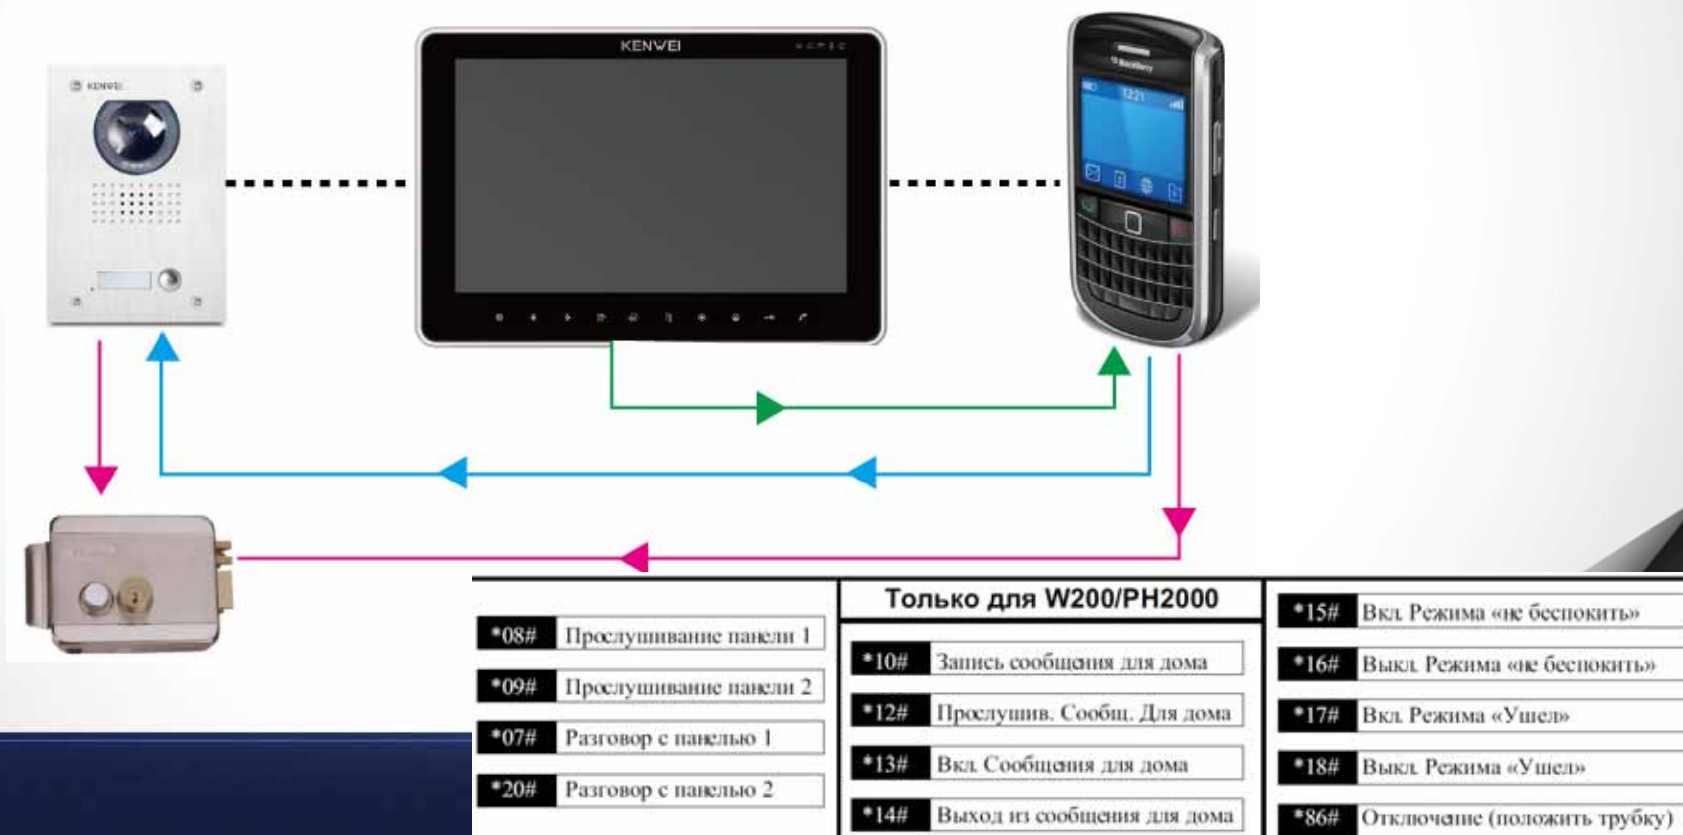 KENWEI
KENWEI
BlackBerry
12:21
*08# Прослушивание панели 1
*09# Прослушивание панели 2
*07# Разговор с панелью 1
*20# Разговор с панелью 2
Только для W200/PH2000
*10# Запись сообщения для дома
*12# Прослушив. Сообщ. Для дома
*13# Вкл. Сообщения для дома
*14# Выход из сообщения для дома
*15# Вкл. Режима «не беспокить»
*16# Выкл. Режима «не беспокить»
*17# Вкл. Режима «Ушел»
*18# Выкл. Режима «Ушел»
*86# Отключение (положить трубку)